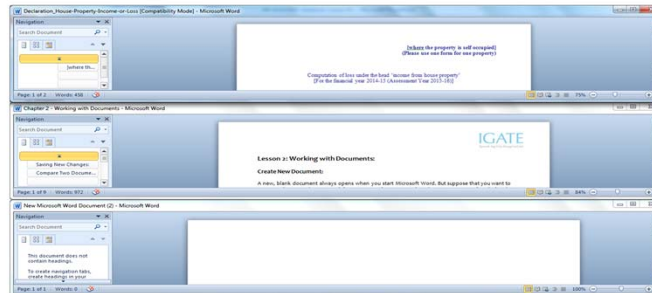 Declaration_House-Property-Income-or-Loss [Compatibility Mode] - Microsoft Word
Navigation
Search Document
[where th...
[where the property is self occupied]
(Please use one form for one property)
Computation of loss under the head "income from house property"
[For the financial year 2014-15 (Assessment Year 2015-16)]
Page: 1 of 2 Words: 458
75%
Chapter 2 - Working with Documents - Microsoft Word
Navigation
Search Document
Saving New Changes:
Compare Two Docume...
IGATE
Lesson 2: Working with Documents:
Create New Document:
A new, blank document always opens when you start Microsoft Word. But suppose that you want to
Page: 1 of 9 Words: 972
84%
New Microsoft Word Document (2) - Microsoft Word
Navigation
Search Document
This document does not
contain headings.
To create navigation tabs,
create headings in your
Page: 1 of 1 Words: 0
100%